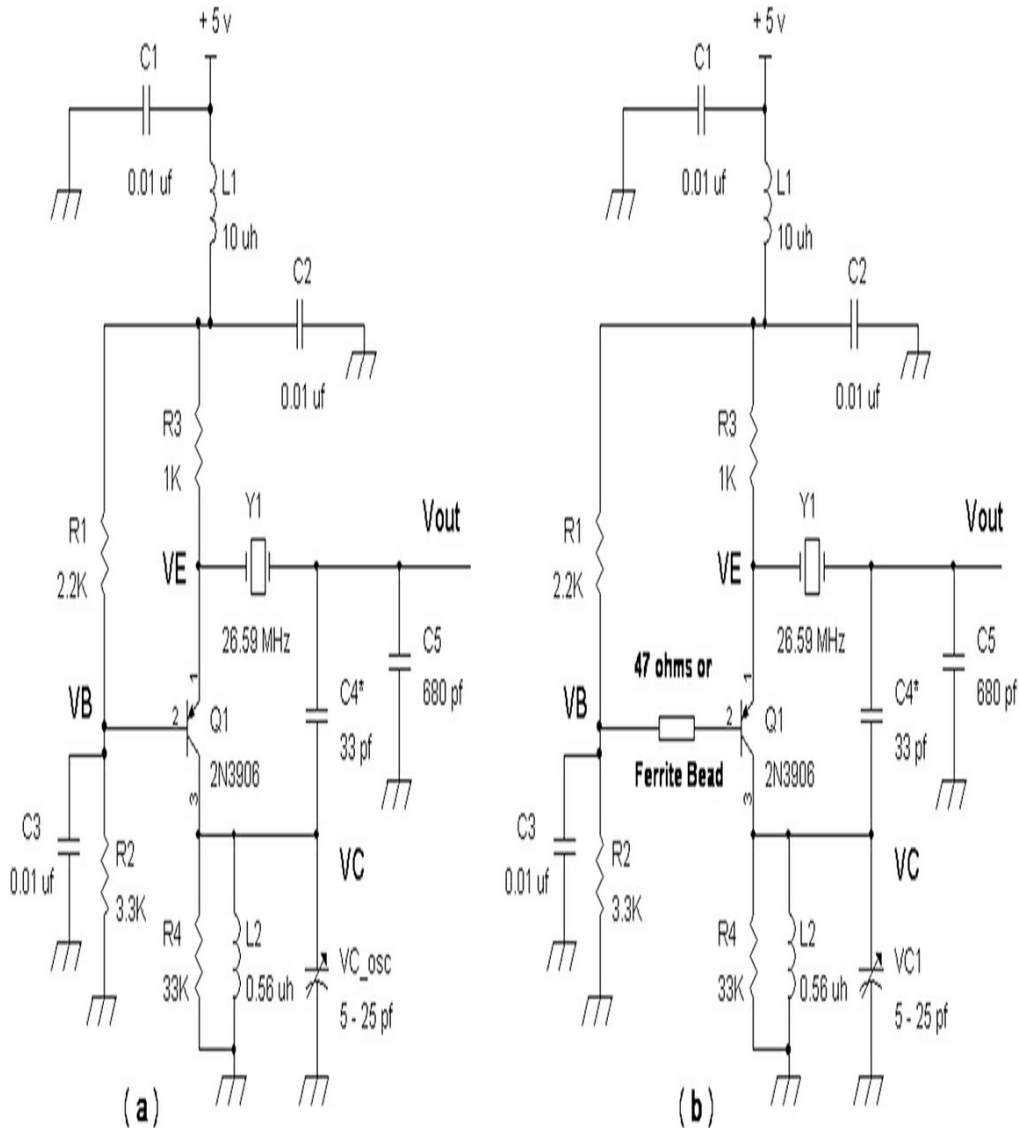 + 5 v
C1
0.01 uf
L1
10 uh
C2
0.01 uf
R3
1K
Y1
Vout
R1
2.2K
VE
26.59 MHz
C5
680 pf
C4*
33 pf
VB
1
2
Q1
2N3906
3
C3
0.01 uf
R2
3.3K
VC
R4
33K
L2
0.56 uh
VC_osc
5 - 25 pf
(a)
+ 5 v
C1
0.01 uf
L1
10 uh
C2
0.01 uf
R3
1K
Y1
Vout
R1
2.2K
VE
26.59 MHz
C5
680 pf
47 ohms or
Ferrite Bead
C4*
33 pf
VB
1
2
Q1
2N3906
3
C3
0.01 uf
R2
3.3K
VC
R4
33K
L2
0.56 uh
VC1
5 - 25 pf
(b)